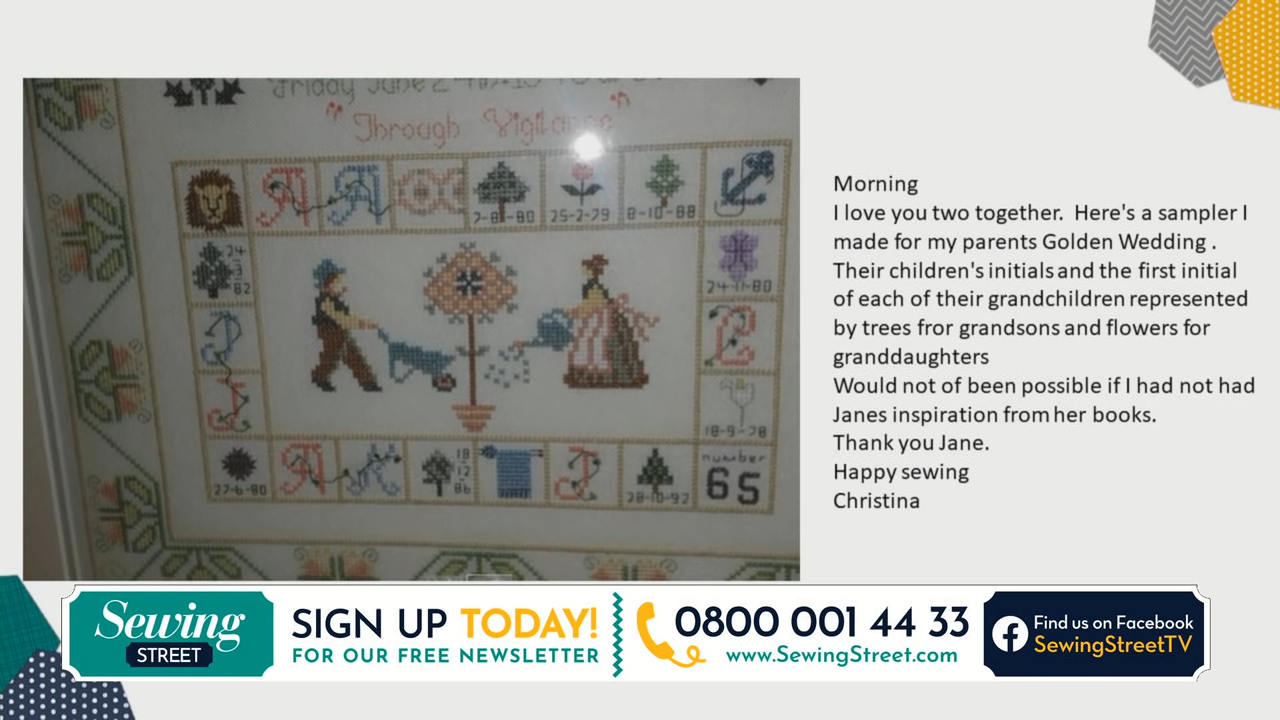 Friday June 24th
"Through Vigilance"
A A
7-8-80 25-2-79 8-10-88
24
3
82
24-11-80
J
J
18-9-78
27-6-90
A
18
12
86
J
28-10-92
number
65
Morning
I love you two together.  Here's a sampler I
made for my parents Golden Wedding .
Their children's initials and the first initial
of each of their grandchildren represented
by trees fror grandsons and flowers for
granddaughters
Would not of been possible if I had not had
Janes inspiration from her books.
Thank you Jane.
Happy sewing
Christina
Sewing
STREET
SIGN UP TODAY!
FOR OUR FREE NEWSLETTER
0800 001 44 33
www.SewingStreet.com
Find us on Facebook
SewingStreetTV